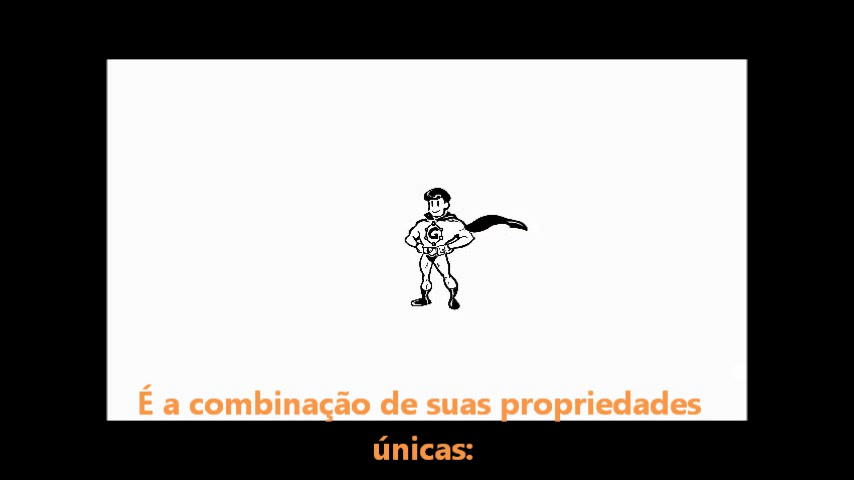 G
É a combinação de suas propriedades
únicas: